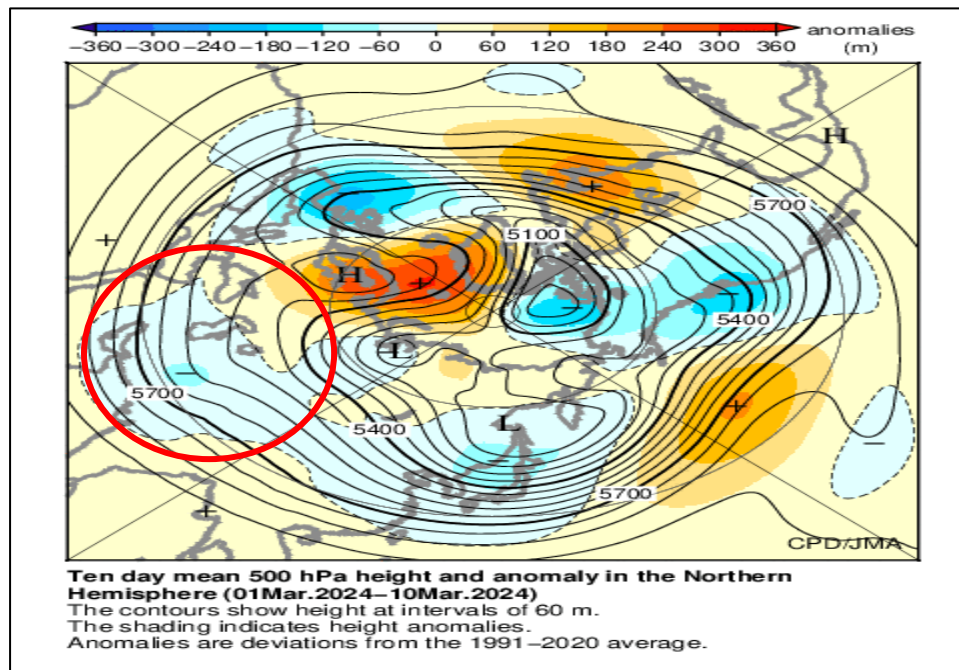 anomalies
−360 −300 −240 −180 −120 −60 0 60 120 180 240 300 360 (m)
H
5700
5100
+
+
H
+
−
−
5400
L
−
5700
+
5400
L
−
−
5700
+
CPD/JMA
Ten day mean 500 hPa height and anomaly in the Northern
Hemisphere (01Mar.2024−10Mar.2024)
The contours show height at intervals of 60 m.
The shading indicates height anomalies.
Anomalies are deviations from the 1991−2020 average.